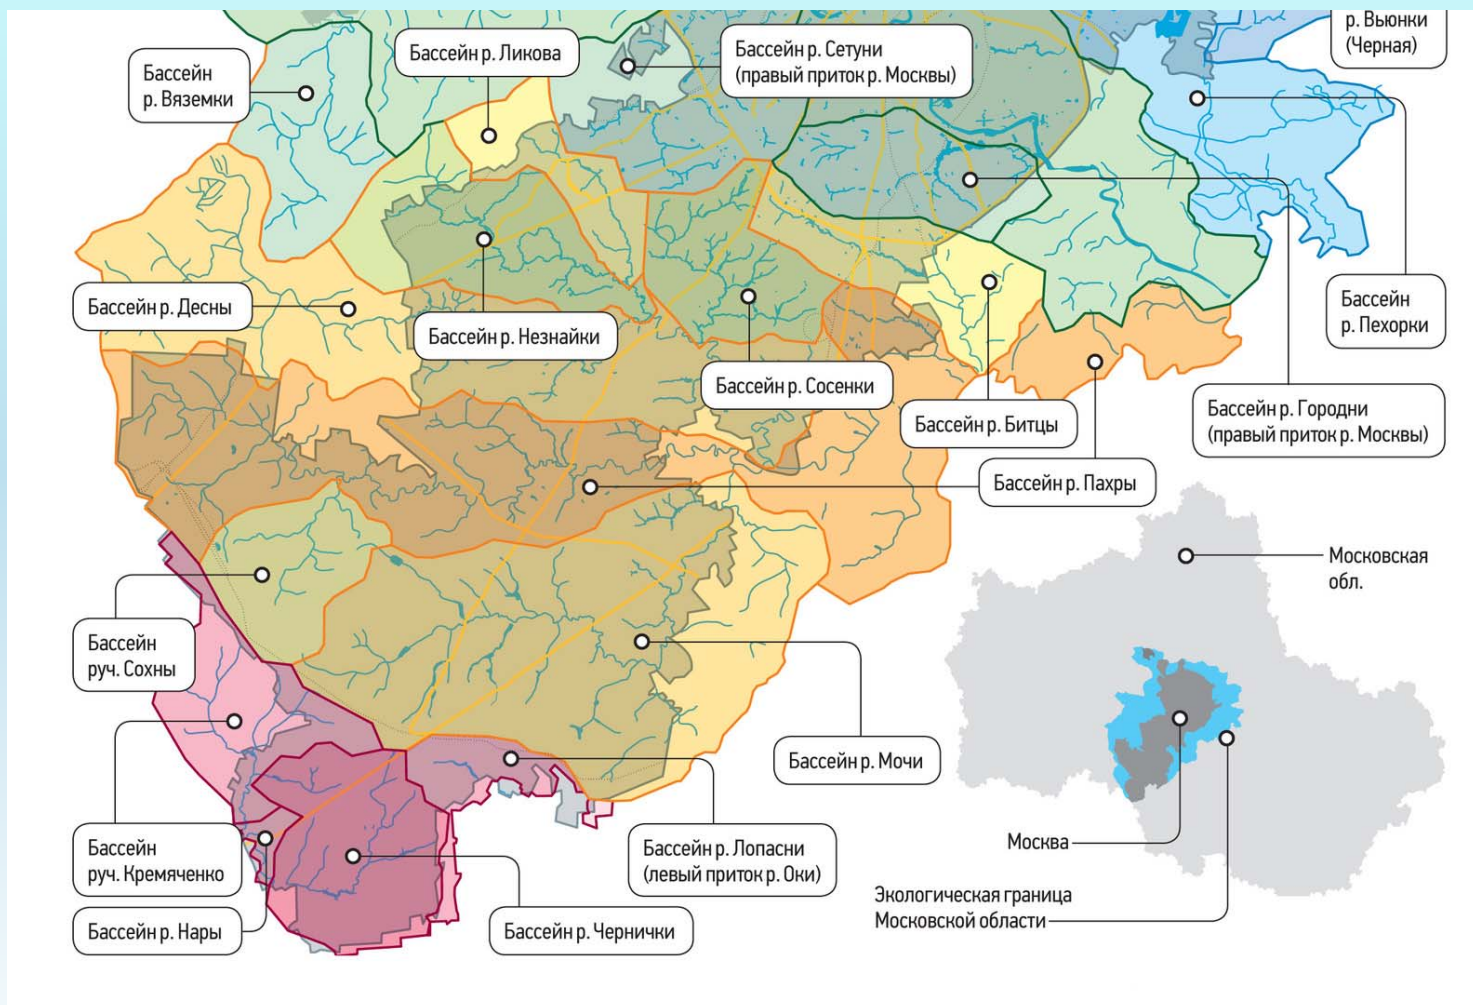 р. Вьюнки
(Черная)
Бассейн р. Ликова
Бассейн р. Сетуни
(правый приток р. Москвы)
Бассейн
р. Вяземки
Бассейн р. Десны
Бассейн р. Незнайки
Бассейн
р. Пехорки
Бассейн р. Сосенки
Бассейн р. Битцы
Бассейн р. Городни
(правый приток р. Москвы)
Бассейн р. Пахры
Московская
обл.
Бассейн
руч. Сохны
Бассейн р. Мочи
Бассейн
руч. Кремяченко
Бассейн р. Лопасни
(левый приток р. Оки)
Москва
Экологическая граница
Московской области
Бассейн р. Нары
Бассейн р. Чернички